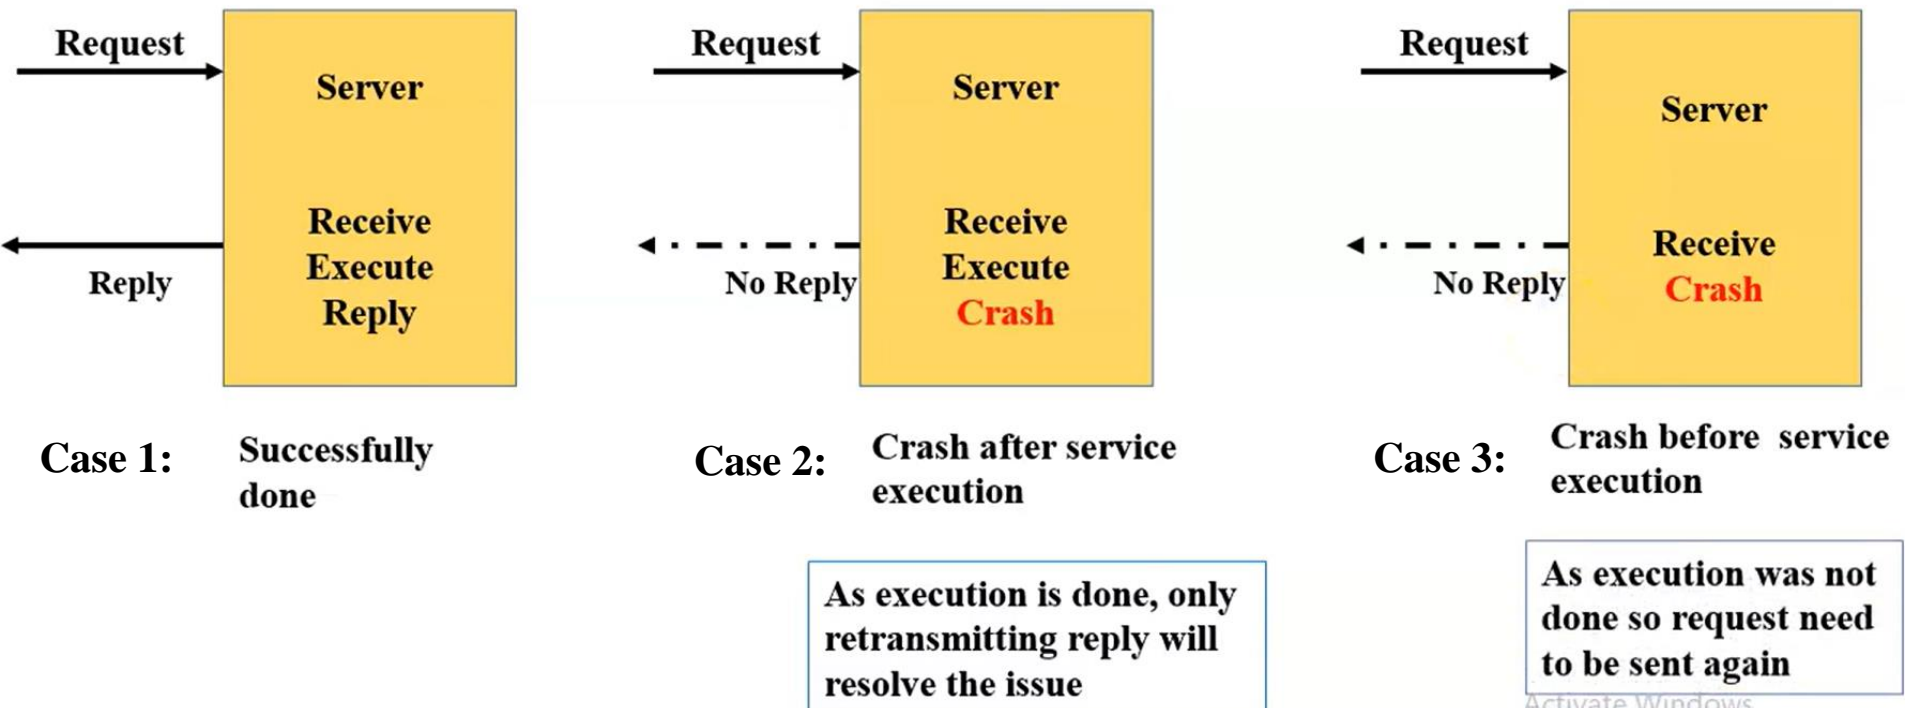 Request
Server
Receive
Execute
Reply
Reply
Case 1:
Successfully
done
Request
Server
Receive
Execute
Crash
No Reply
Case 2:
Crash after service
execution
As execution is done, only
retransmitting reply will
resolve the issue
Request
Server
Receive
Crash
No Reply
Case 3:
Crash before service
execution
As execution was not
done so request need
to be sent again
Activate Windows